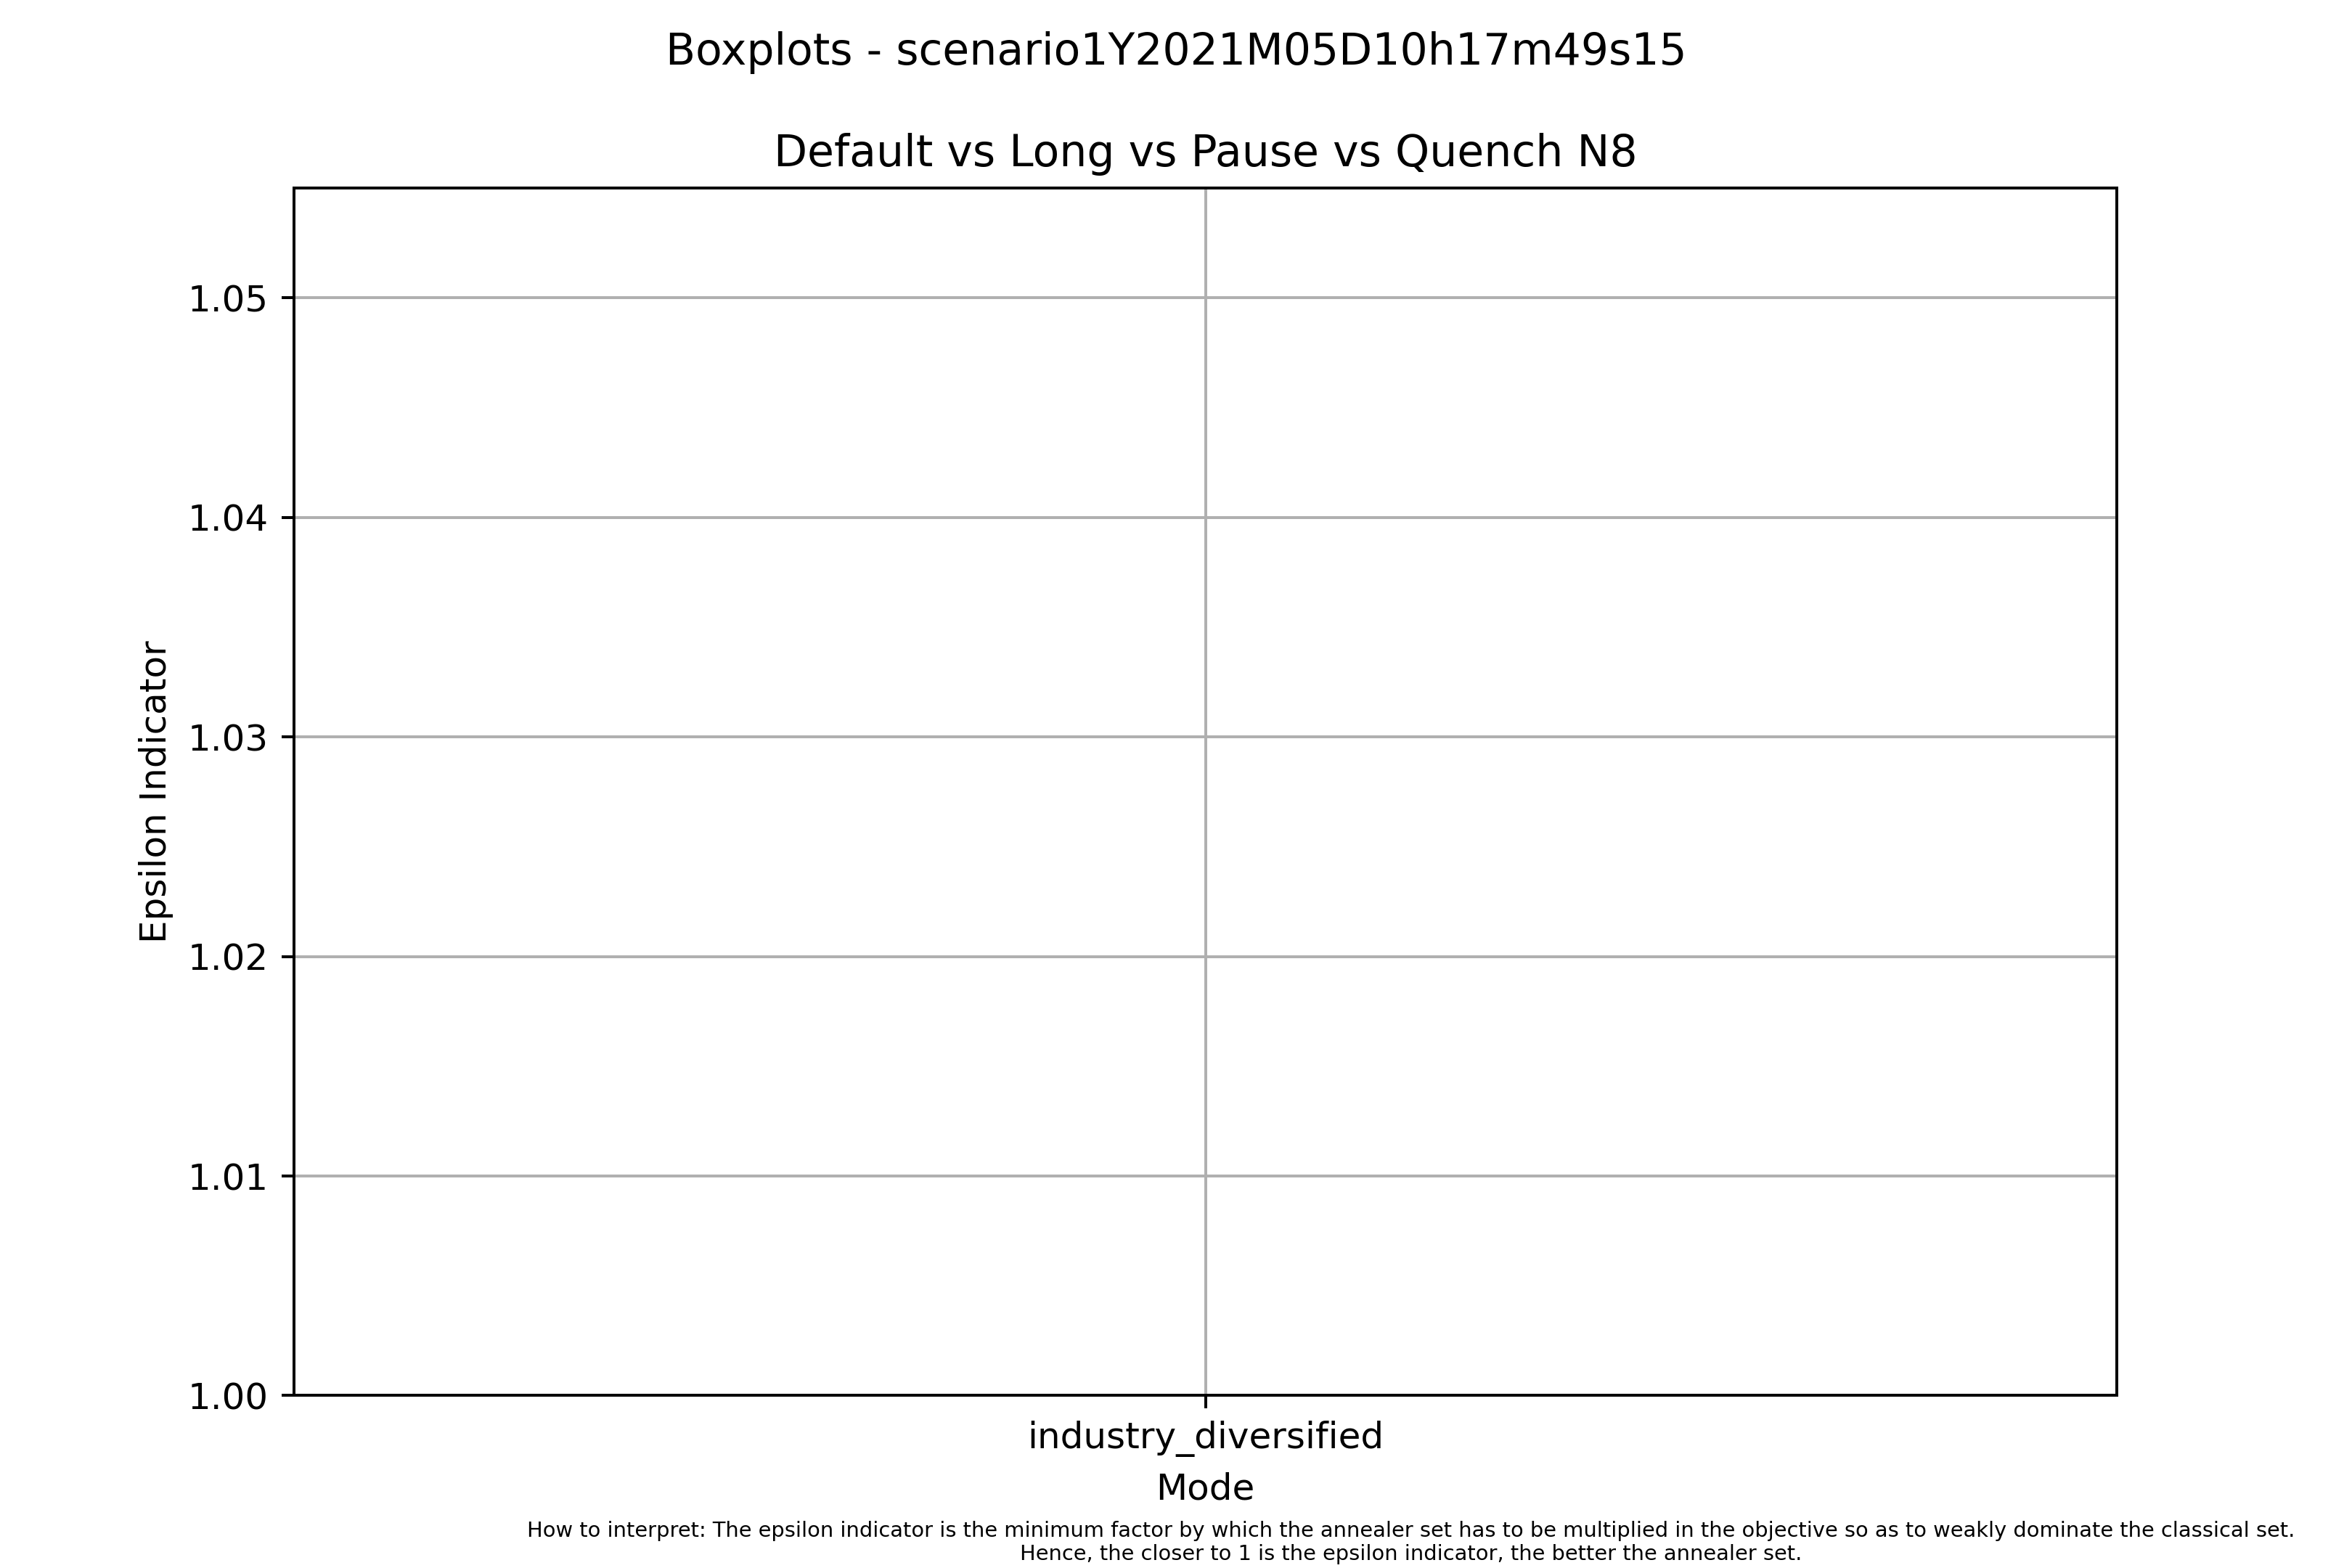 Boxplots - scenario1Y2021M05D10h17m49s15
Default vs Long vs Pause vs Quench N8
1.05
1.04
1.03
1.02
1.01
1.00
Epsilon Indicator
industry_diversified
Mode
How to interpret: The epsilon indicator is the minimum factor by which the annealer set has to be multiplied in the objective so as to weakly dominate the classical set.
Hence, the closer to 1 is the epsilon indicator, the better the annealer set.